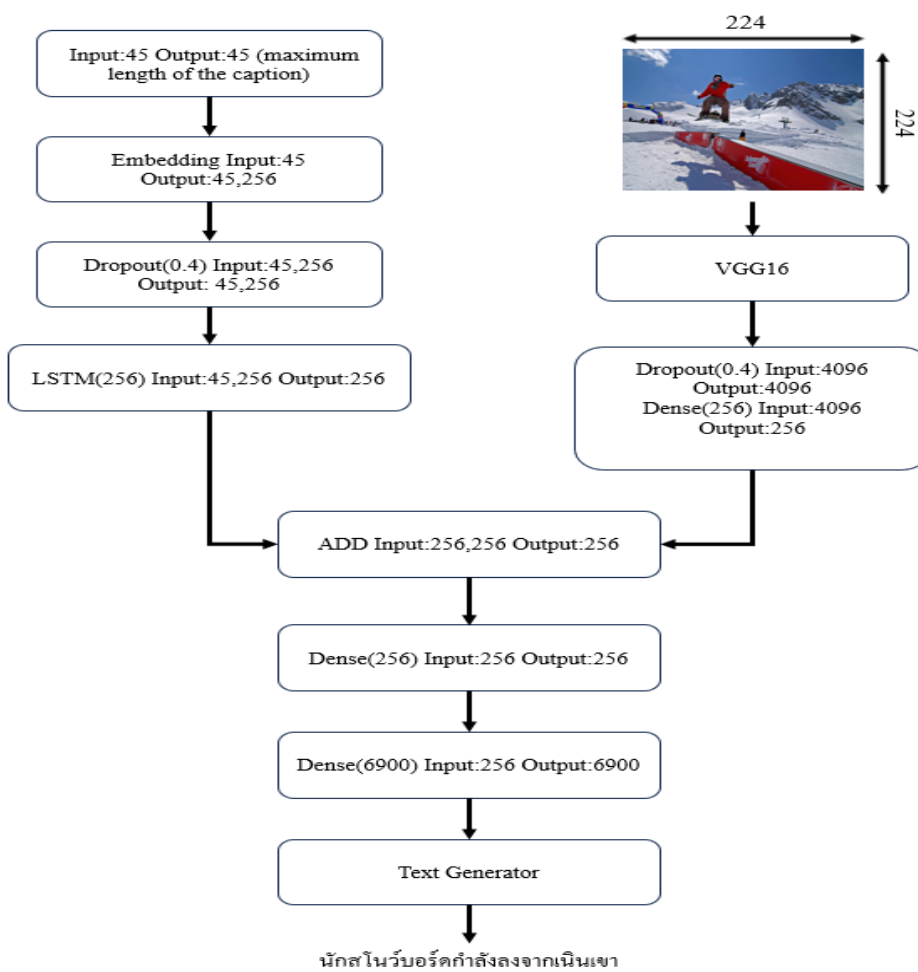 Input:45 Output:45 (maximum
length of the caption)
Embedding Input:45
Output:45,256
Dropout(0.4) Input:45,256
Output: 45,256
LSTM(256) Input:45,256 Output:256
224
224
VGG16
Dropout(0.4) Input:4096
Output:4096
Dense(256) Input:4096
Output:256
ADD Input:256,256 Output:256
Dense(256) Input:256 Output:256
Dense(6900) Input:256 Output:6900
Text Generator
นักสโนว์บอร์ดกำลังลงจากเนินเขา